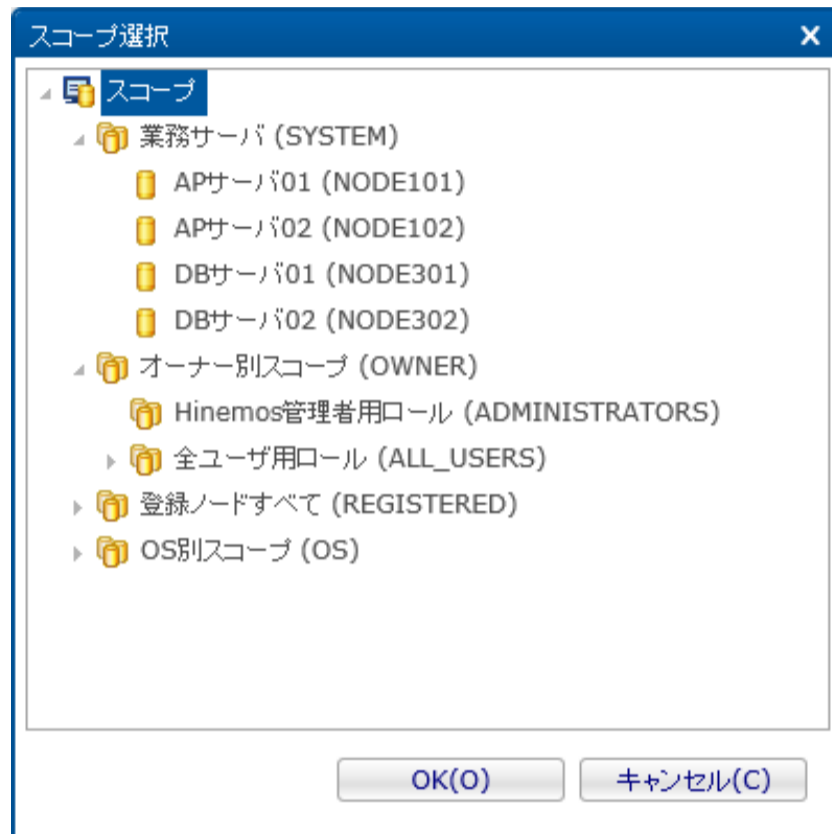 スコープ選択
スコープ
業務サーバ (SYSTEM)
APサーバ01 (NODE101)
APサーバ02 (NODE102)
DBサーバ01 (NODE301)
DBサーバ02 (NODE302)
オーナー別スコープ (OWNER)
Hinemos管理者用ロール (ADMINISTRATORS)
全ユーザ用ロール (ALL_USERS)
登録ノードすべて (REGISTERED)
OS別スコープ (OS)
OK(O) キャンセル(C)